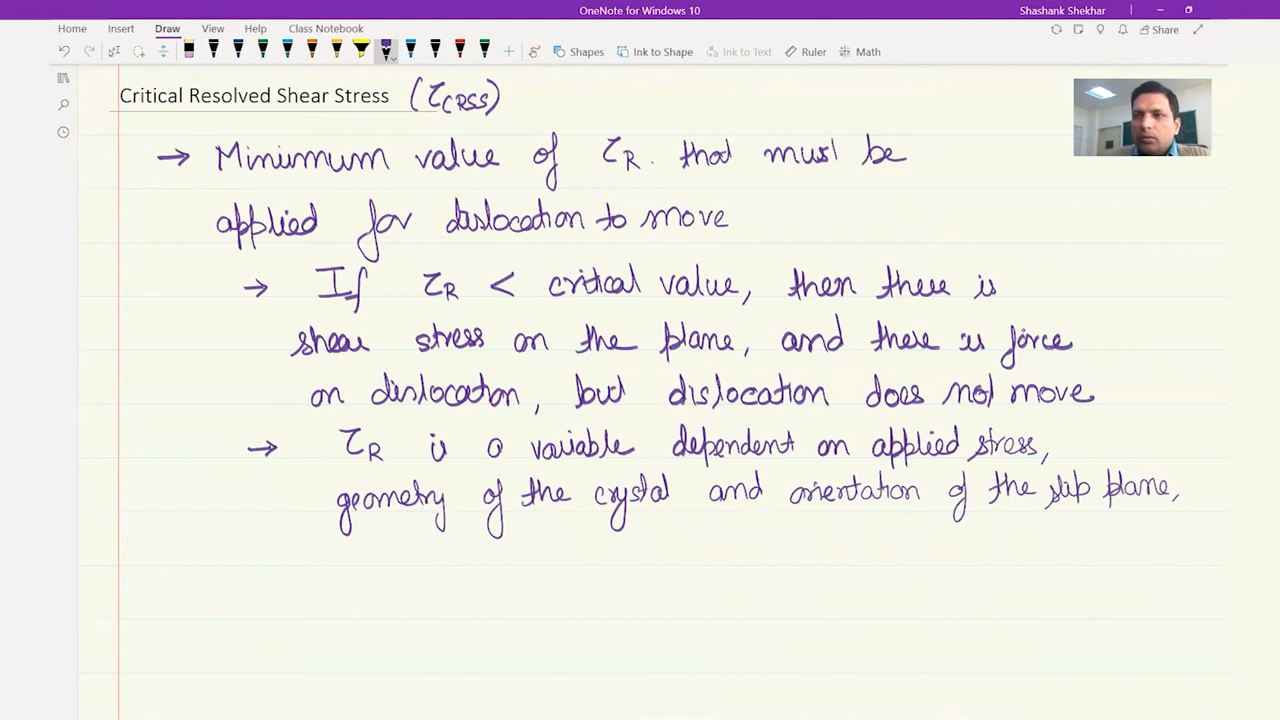 OneNote for Windows 10
Shashank Shekhar
Home Insert Draw View Help Class Notebook
Shapes Ink to Shape Ink to Text Ruler Math Share
Critical Resolved Shear Stress (τCRSS)
→ Minimum value of τR. that must be
applied for dislocation to move
→ If τR < critical value, then there is
shear stress on the plane, and there is force
on dislocation, but dislocation does not move
→ τR is a variable dependent on applied stress,
geometry of the crystal and orientation of the slip plane,